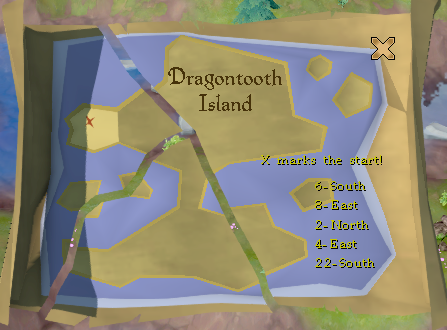 Dragontooth
Island
X marks the start!
6-South
8-East
2-North
4-East
22-South